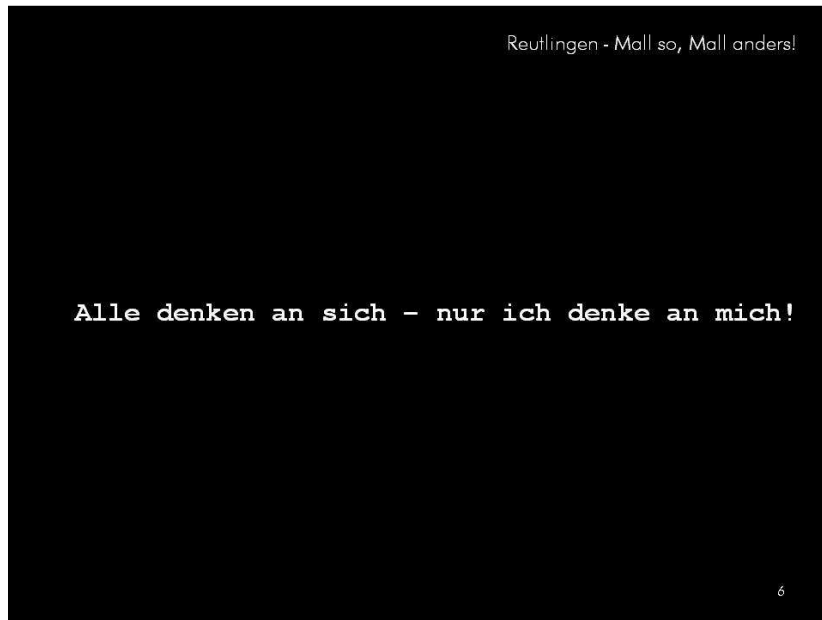 Reutlingen - Mall so, Mall anders!
Alle denken an sich – nur ich denke an mich!
6